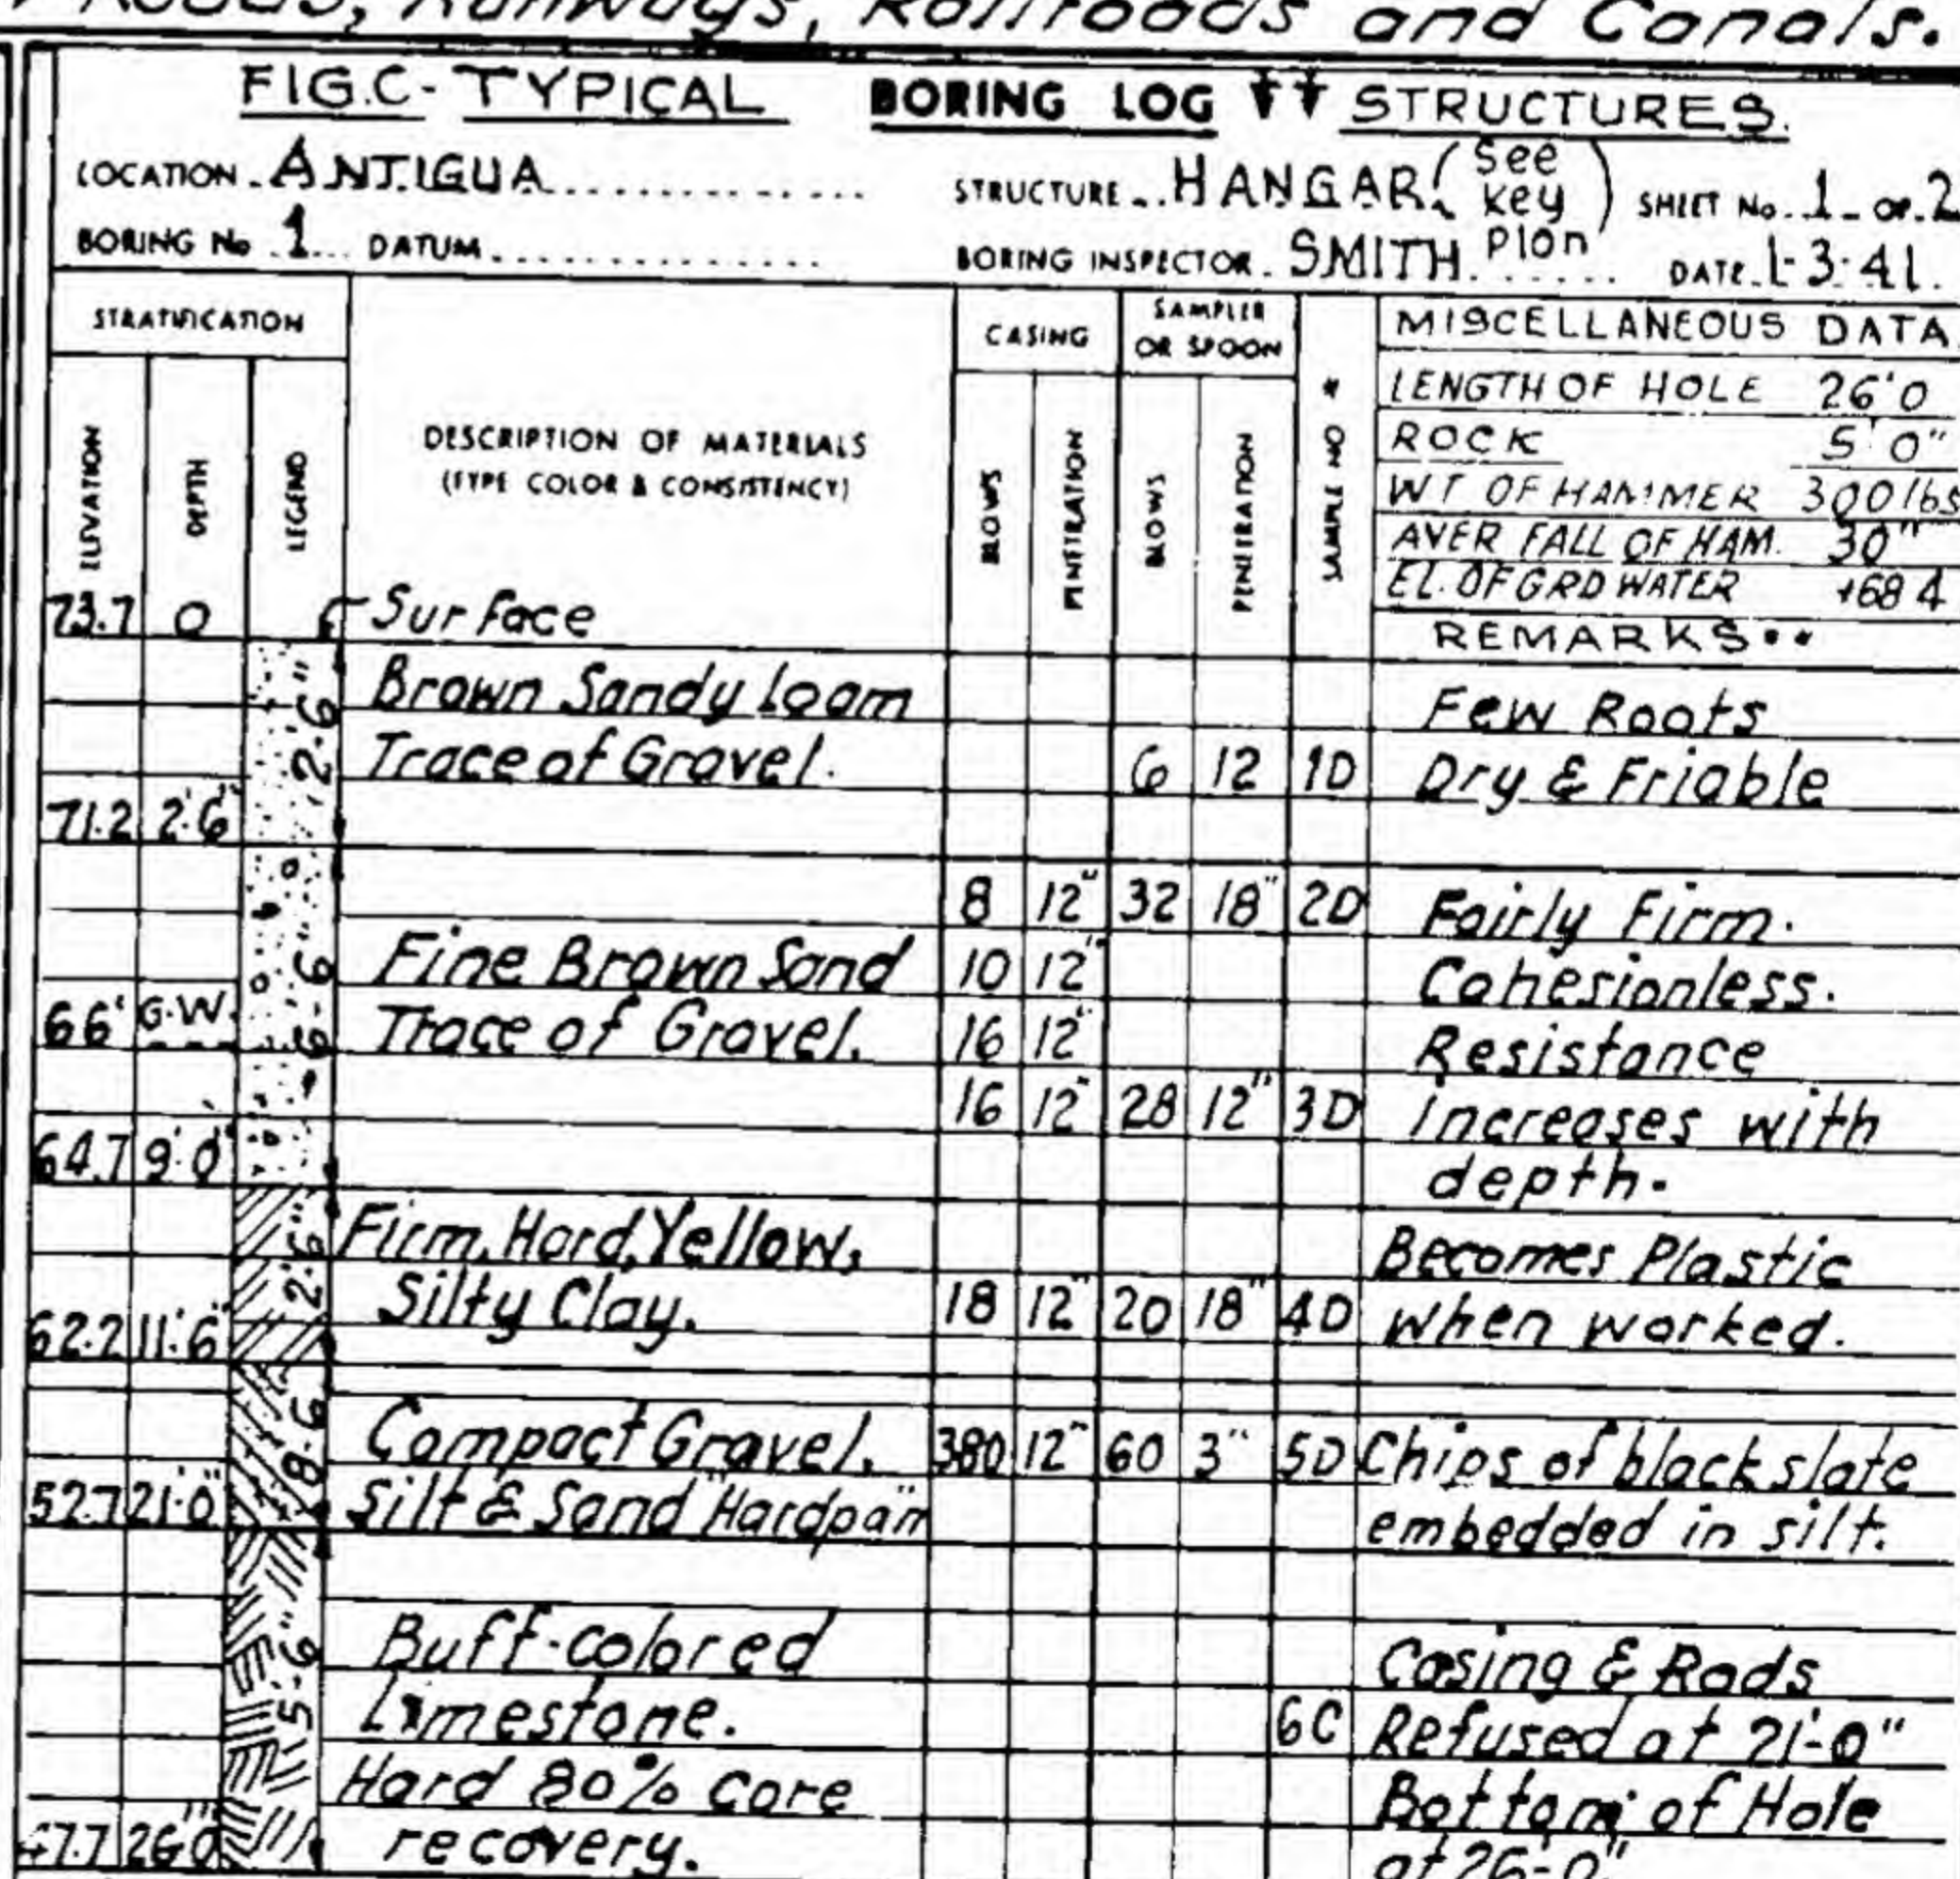 Roads, Runways, Railroads and Canals.
FIG.C- TYPICAL BORING LOG STRUCTURES.
LOCATION. ANTIGUA
STRUCTURE... HANGAR. (See key plan) SHEET No. 1 - OF. 2
BORING No. 1 DATUM
BORING INSPECTOR. SMITH. DATE. 1-3-41.
STRATIFICATION
ELEVATION DEPTH LEGEND
DESCRIPTION OF MATERIALS
(TYPE COLOR & CONSISTENCY)
CASING
BLOWS PENETRATION
SAMPLER OR SPOON
BLOWS PENETRATION
SAMPLE NO *
MISCELLANEOUS DATA
LENGTH OF HOLE 26'0
ROCK 5'0"
WT OF HAMMER 300 lbs
AVER FALL OF HAM. 30"
EL. OF GRD WATER +68 4
REMARKS **
73.7 0 Surface
2'-6" Brown Sandy Loam Few Roots
Trace of Gravel. 6 12 1D Dry & Friable
71.2 2'6"
8 12" 32 18" 2D Fairly Firm.
6'-6 Fine Brown Sand 10 12" Cohesionless.
66' G.W. Trace of Gravel. 16 12" Resistance
16 12" 28 12" 3D increases with
64.7 9'0" depth.
2'-6" Firm, Hard, Yellow, Becomes Plastic
Silty Clay. 18 12" 20 18" 4D when worked.
62.2 11'6"
8-6 Compact Gravel. 380 12" 60 3" 5D Chips of black slate
52.7 21'-0" Silt & Sand "Hardpan" embedded in silt.
5'-6" Buff-colored Casing & Rods
Limestone. 6C Refused at 21'-0"
Hard 80% core Bottom of Hole
47.7 26'0" recovery. at 26'-0"